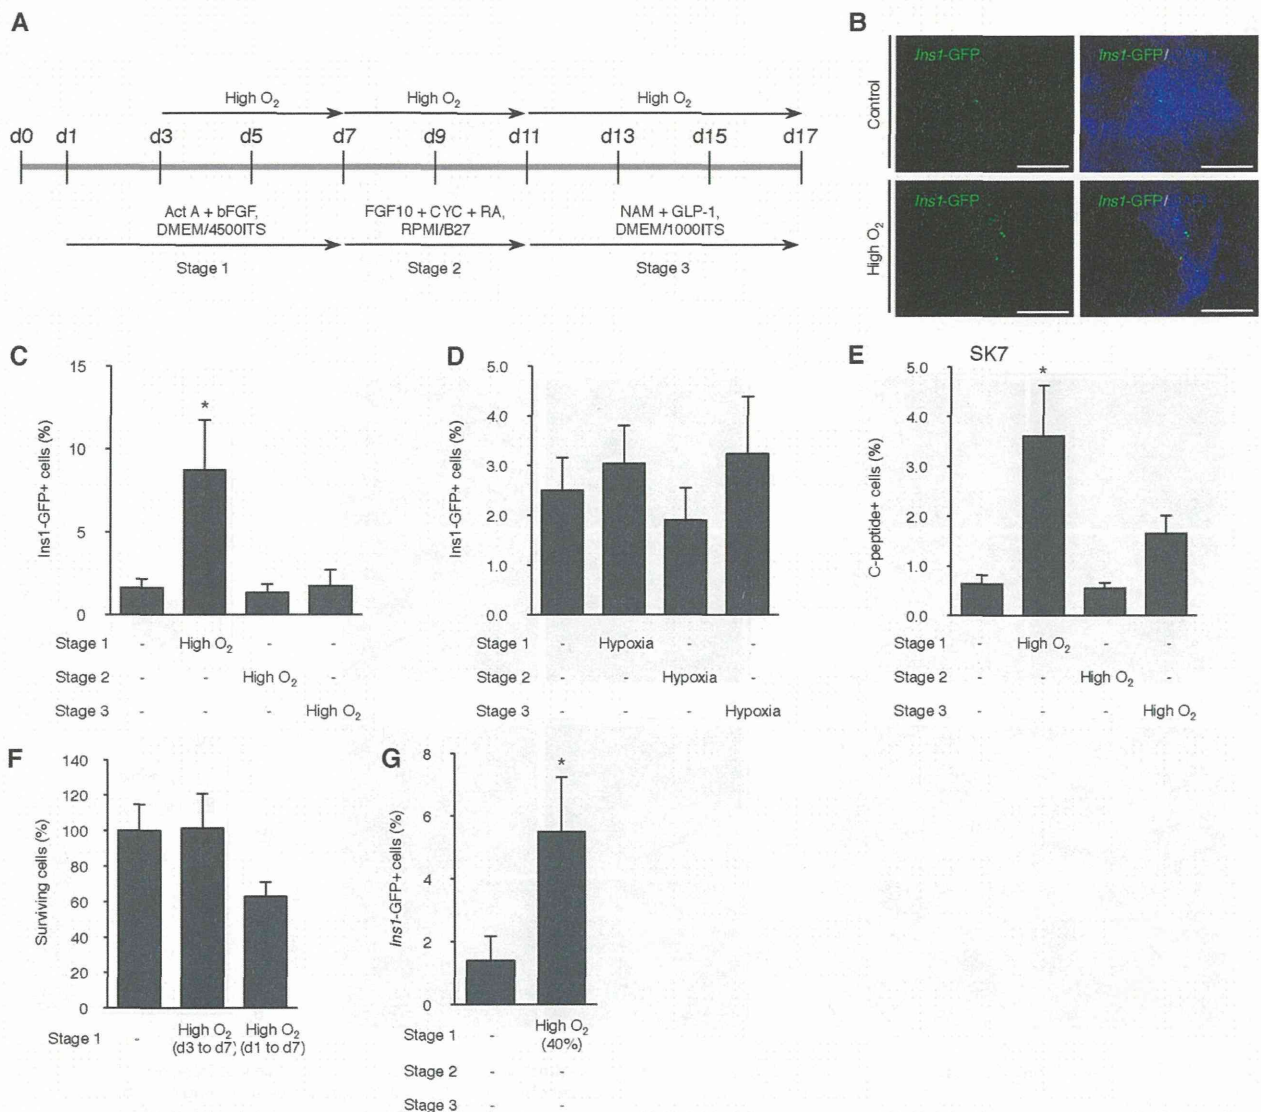 A
High O2 High O2 High O2
d0 d1 d3 d5 d7 d9 d11 d13 d15 d17
Act A + bFGF, DMEM/4500ITS
FGF10 + CYC + RA, RPMI/B27
NAM + GLP-1, DMEM/1000ITS
Stage 1 Stage 2 Stage 3
B
Control
Ins1-GFP
Ins1-GFP/
High O2
Ins1-GFP
Ins1-GFP/
C
Ins1-GFP+ cells (%)
15
10
5
0
*
Stage 1 - High O2 - -
Stage 2 - - High O2 -
Stage 3 - - - High O2
D
Ins1-GFP+ cells (%)
5.0
4.0
3.0
2.0
1.0
0.0
Stage 1 - Hypoxia - -
Stage 2 - - Hypoxia -
Stage 3 - - - Hypoxia
E
SK7
C-peptide+ cells (%)
5.0
4.0
3.0
2.0
1.0
0.0
*
Stage 1 - High O2 - -
Stage 2 - - High O2 -
Stage 3 - - - High O2
F
Surviving cells (%)
140
120
100
80
60
40
20
0
Stage 1 - High O2 (d3 to d7) High O2 (d1 to d7)
G
Ins1-GFP+ cells (%)
8
6
4
2
0
*
Stage 1 - High O2 (40%)
Stage 2 - -
Stage 3 - -